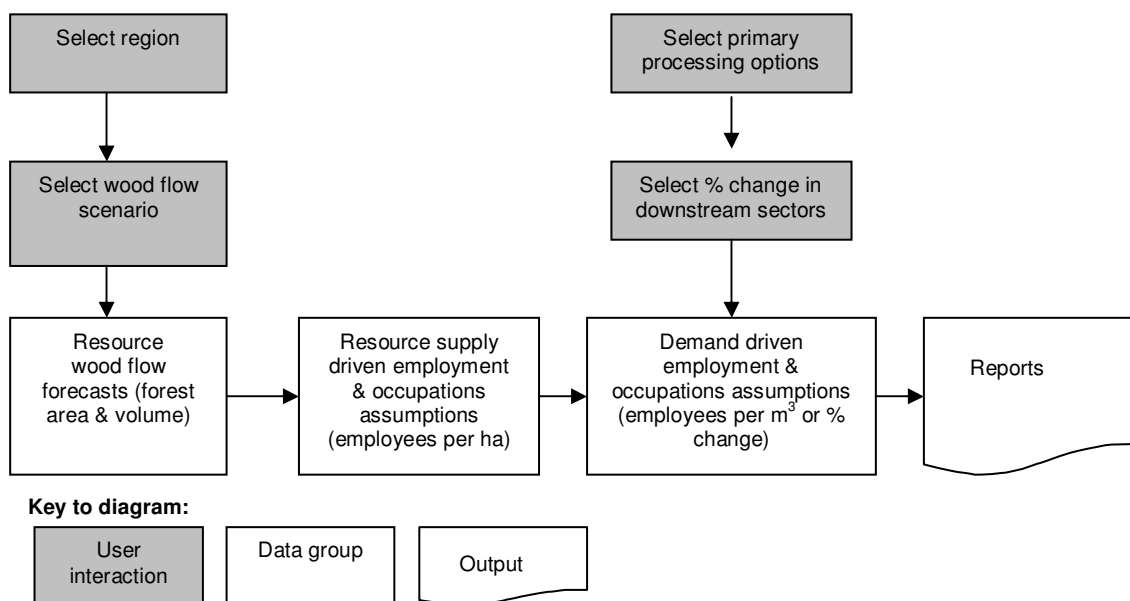 Select region
Select primary
processing options
Select wood flow
scenario
Select % change in
downstream sectors
Resource
wood flow
forecasts (forest
area & volume)
Resource supply
driven employment
& occupations
assumptions
(employees per ha)
Demand driven
employment &
occupations assumptions
(employees per m³ or %
change)
Reports
Key to diagram:
User
interaction
Data group
Output